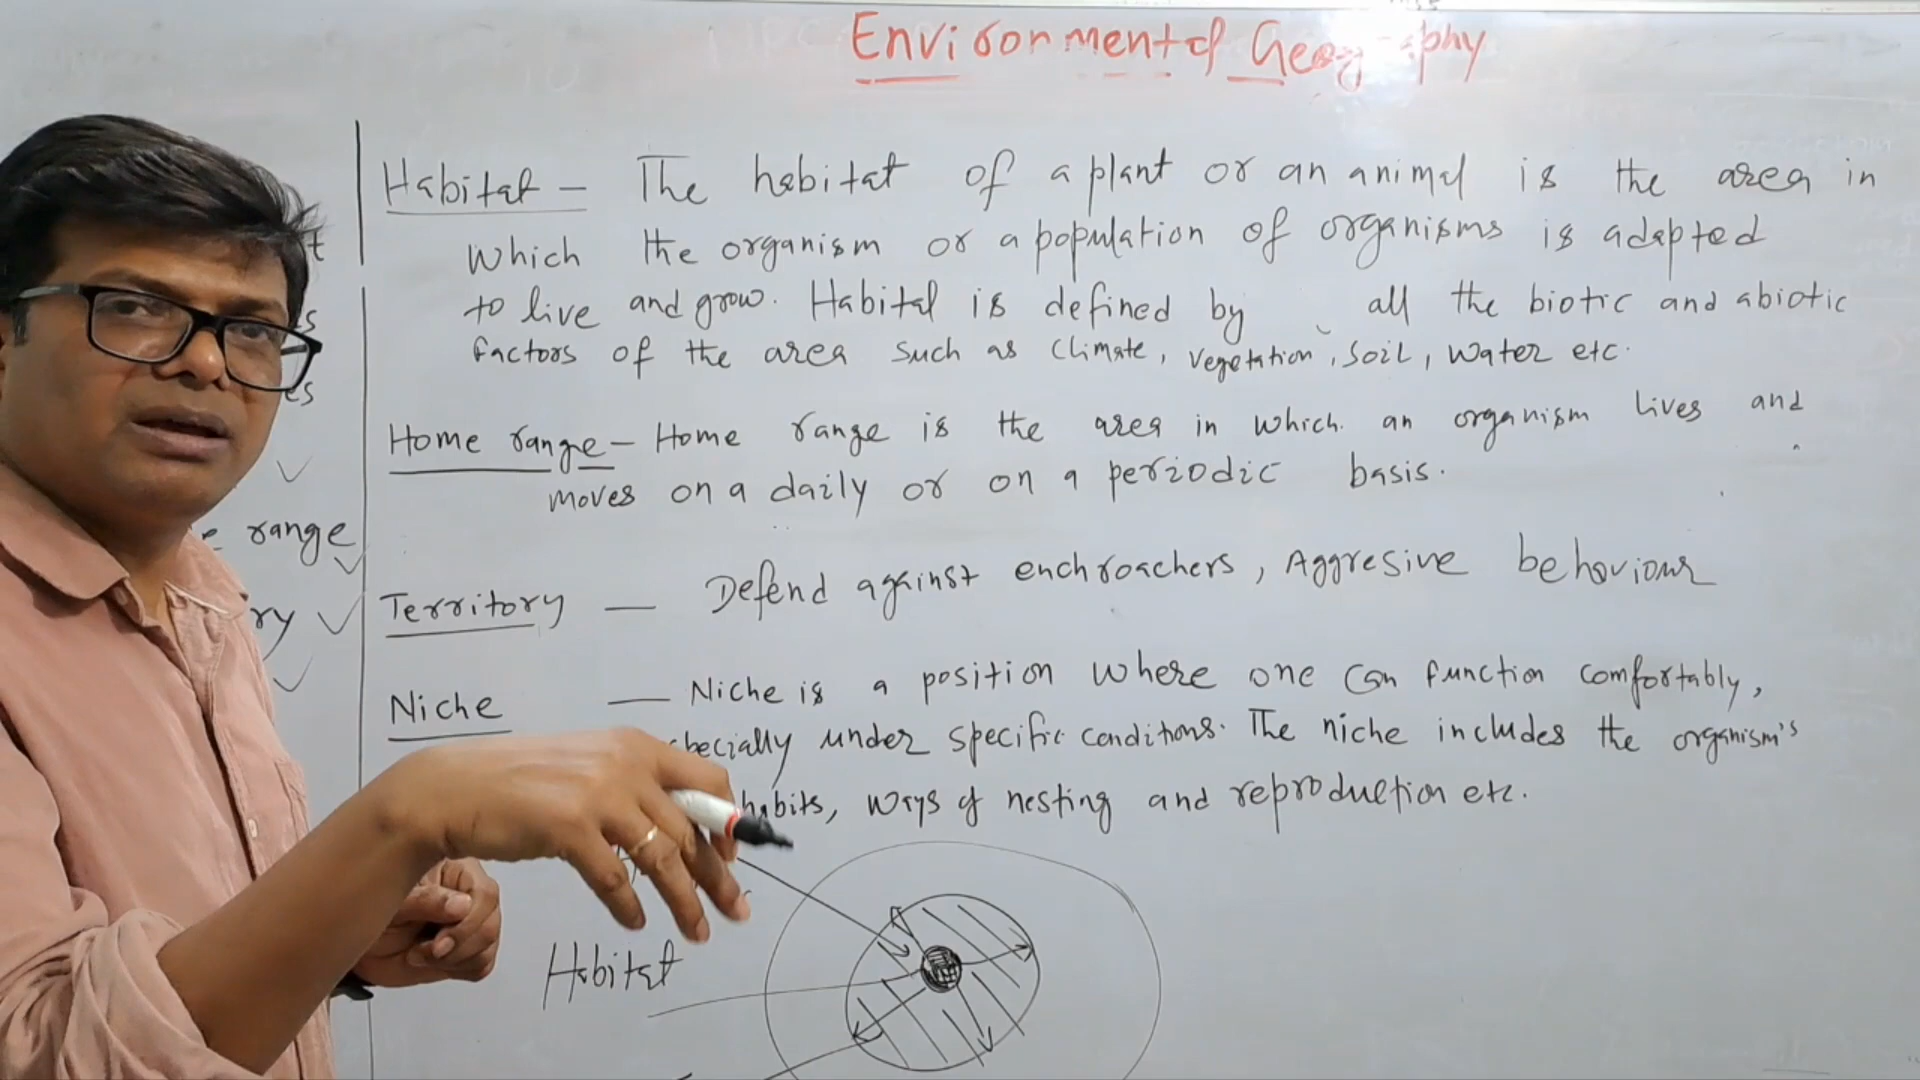 Environmental Geography
Habitat – The habitat of a plant or an animal is the area in
which the organism or a population of organisms is adapted
to live and grow. Habital is defined by all the biotic and abiotic
factors of the area such as climate, vegetation, soil, water etc.
Home range – Home range is the area in which an organism lives and
moves on a daily or on a periodic basis.
range
Territory — Defend against enchroachers, Aggresive behaviour
Niche — Niche is a position where one can function comfortably,
specially under specific conditions. The niche includes the organism's
habits, ways of nesting and reproduction etc.
Habitat